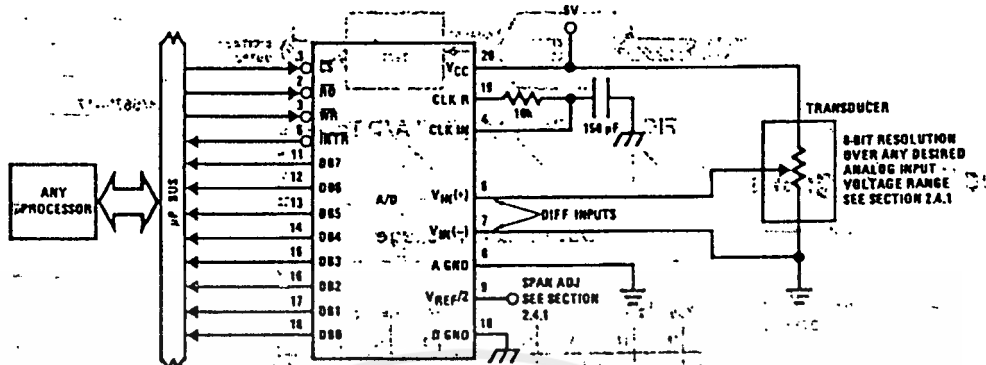 5V
3
CS
2
RD
3
WR
5
INTR
11
DB7
12
DB6
13
DB5
14
DB4
15
DB3
16
DB2
17
DB1
18
DB0
ANY
µPROCESSOR
µP BUS
A/D
20
VCC
19
CLK R
10k
4
CLK IN
150 pF
6
VIN(+)
DIFF INPUTS
7
VIN(–)
8
A GND
9
VREF/2
SPAN ADJ
SEE SECTION
2.4.1
10
D GND
TRANSDUCER
8-BIT RESOLUTION
OVER ANY DESIRED
ANALOG INPUT
VOLTAGE RANGE
SEE SECTION 2.4.1